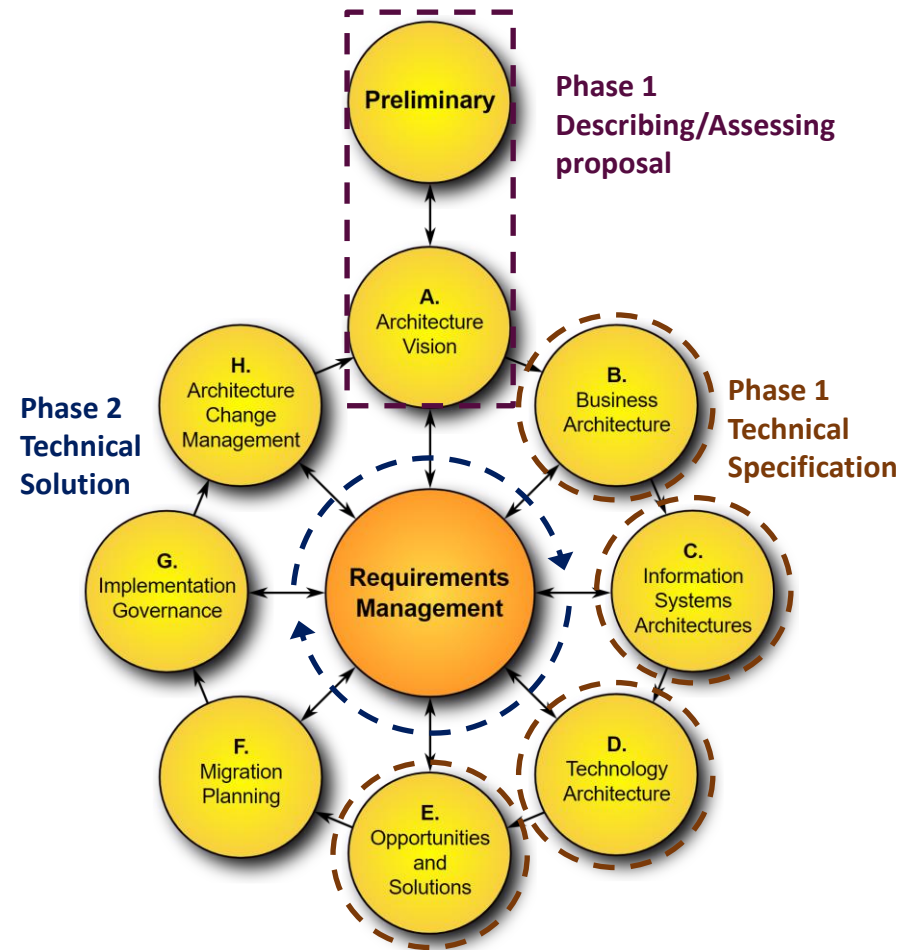 Preliminary
Phase 1
Describing/Assessing
proposal
A.
Architecture
Vision
H.
Architecture
Change
Management
B.
Business
Architecture
Phase 2
Technical
Solution
Phase 1
Technical
Specification
G.
Implementation
Governance
Requirements
Management
C.
Information
Systems
Architectures
F.
Migration
Planning
D.
Technology
Architecture
E.
Opportunities
and
Solutions